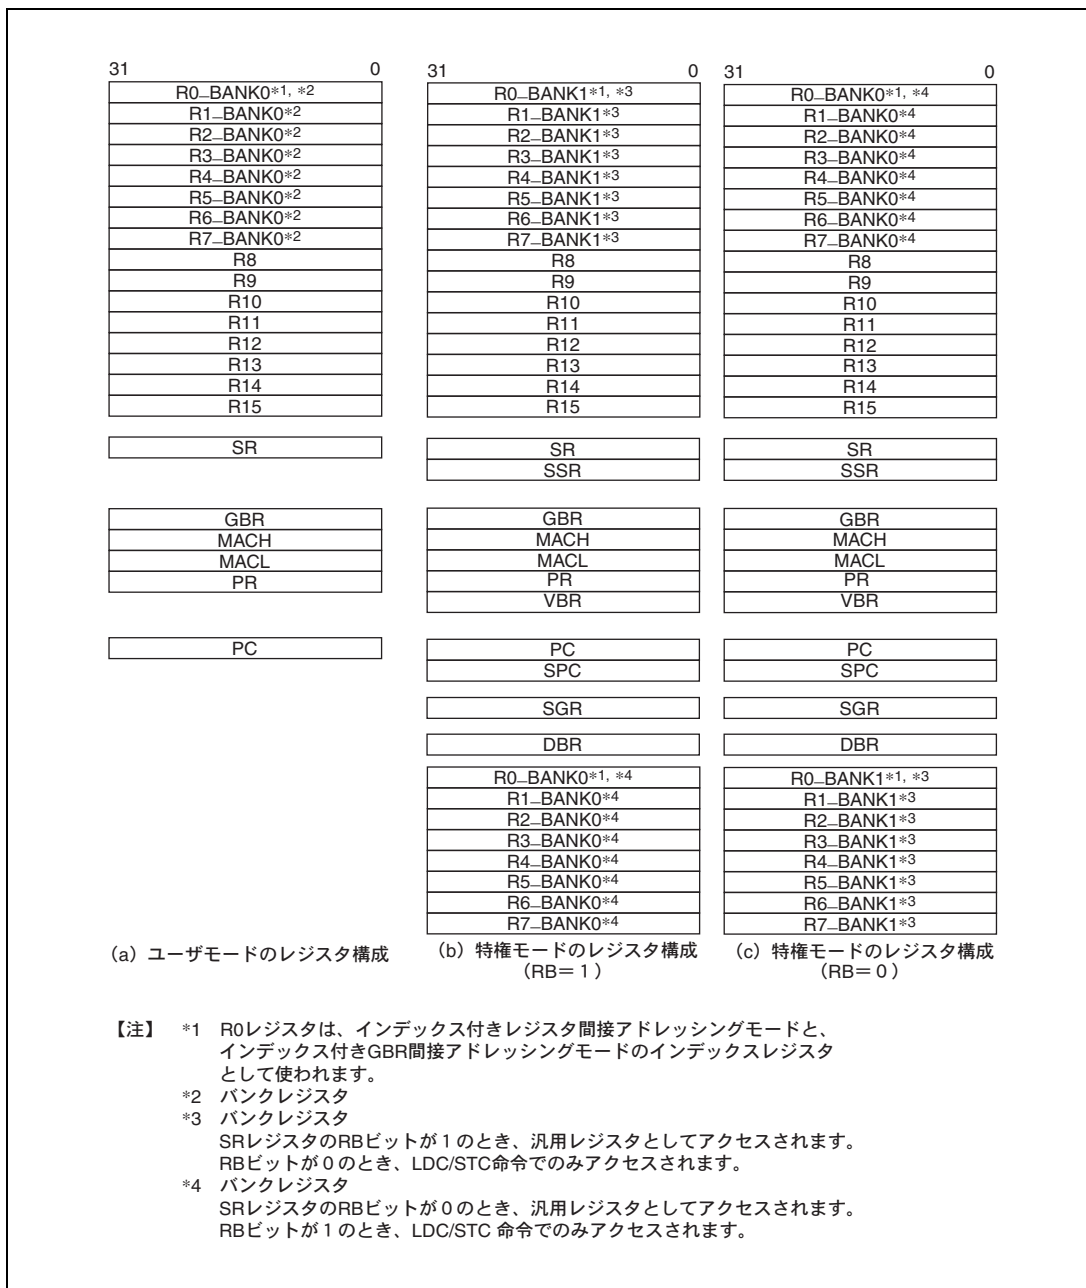 31 0
R0_BANK0*1, *2
R1_BANK0*2
R2_BANK0*2
R3_BANK0*2
R4_BANK0*2
R5_BANK0*2
R6_BANK0*2
R7_BANK0*2
R8
R9
R10
R11
R12
R13
R14
R15
SR
GBR
MACH
MACL
PR
PC
(a) ユーザモードのレジスタ構成
31 0
R0_BANK1*1, *3
R1_BANK1*3
R2_BANK1*3
R3_BANK1*3
R4_BANK1*3
R5_BANK1*3
R6_BANK1*3
R7_BANK1*3
R8
R9
R10
R11
R12
R13
R14
R15
SR
SSR
GBR
MACH
MACL
PR
VBR
PC
SPC
SGR
DBR
R0_BANK0*1, *4
R1_BANK0*4
R2_BANK0*4
R3_BANK0*4
R4_BANK0*4
R5_BANK0*4
R6_BANK0*4
R7_BANK0*4
(b) 特権モードのレジスタ構成
(RB=1)
31 0
R0_BANK0*1, *4
R1_BANK0*4
R2_BANK0*4
R3_BANK0*4
R4_BANK0*4
R5_BANK0*4
R6_BANK0*4
R7_BANK0*4
R8
R9
R10
R11
R12
R13
R14
R15
SR
SSR
GBR
MACH
MACL
PR
VBR
PC
SPC
SGR
DBR
R0_BANK1*1, *3
R1_BANK1*3
R2_BANK1*3
R3_BANK1*3
R4_BANK1*3
R5_BANK1*3
R6_BANK1*3
R7_BANK1*3
(c) 特権モードのレジスタ構成
(RB=0)
【注】 *1 R0レジスタは、インデックス付きレジスタ間接アドレッシングモードと、
インデックス付きGBR間接アドレッシングモードのインデックスレジスタ
として使われます。
*2 バンクレジスタ
*3 バンクレジスタ
SRレジスタのRBビットが1のとき、汎用レジスタとしてアクセスされます。
RBビットが0のとき、LDC/STC命令でのみアクセスされます。
*4 バンクレジスタ
SRレジスタのRBビットが0のとき、汎用レジスタとしてアクセスされます。
RBビットが1のとき、LDC/STC 命令でのみアクセスされます。